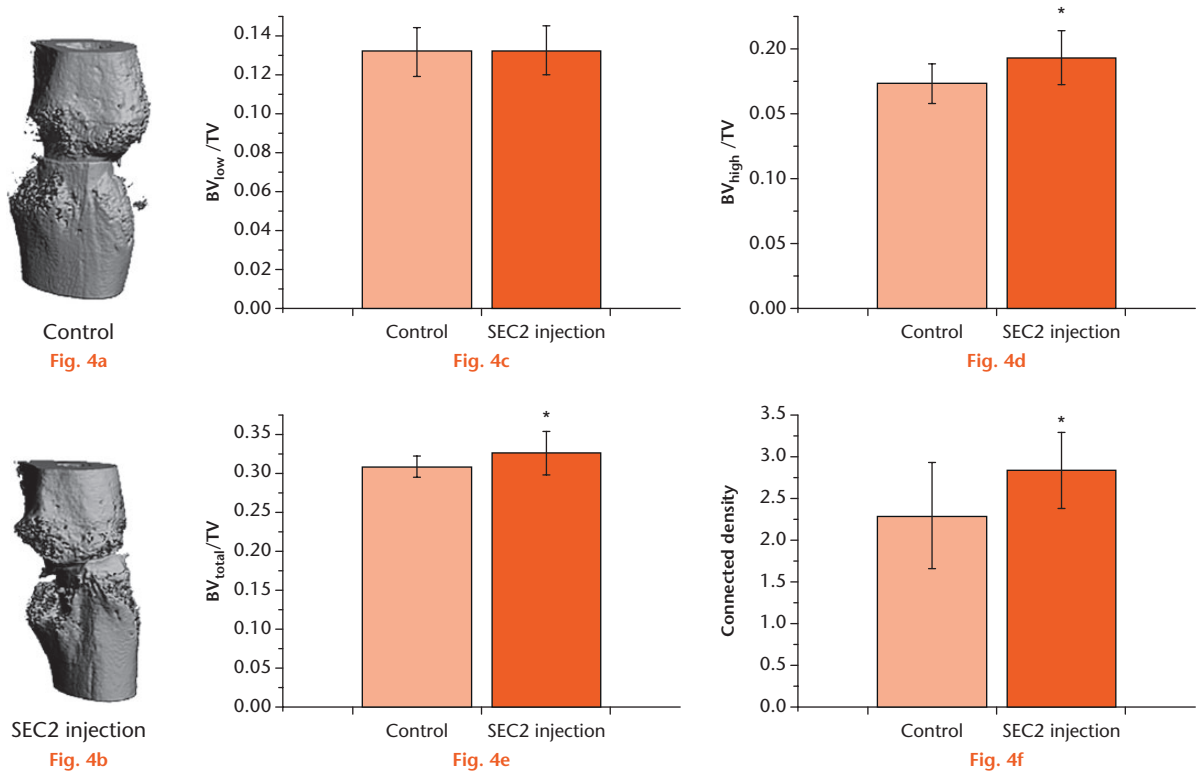 Control
Fig. 4a
0.14
0.12
0.10
0.08
0.06
0.04
0.02
0.00
BVlow /TV
Control SEC2 injection
Fig. 4c
*
0.20
0.05
0.10
0.05
0.00
BVhigh /TV
Control SEC2 injection
Fig. 4d
SEC2 injection
Fig. 4b
*
0.35
0.30
0.25
0.20
0.15
0.10
0.05
0.00
BVtotal/TV
Control SEC2 injection
Fig. 4e
*
3.5
3.0
2.5
2.0
1.5
1.0
0.5
0.0
Connected density
Control SEC2 injection
Fig. 4f